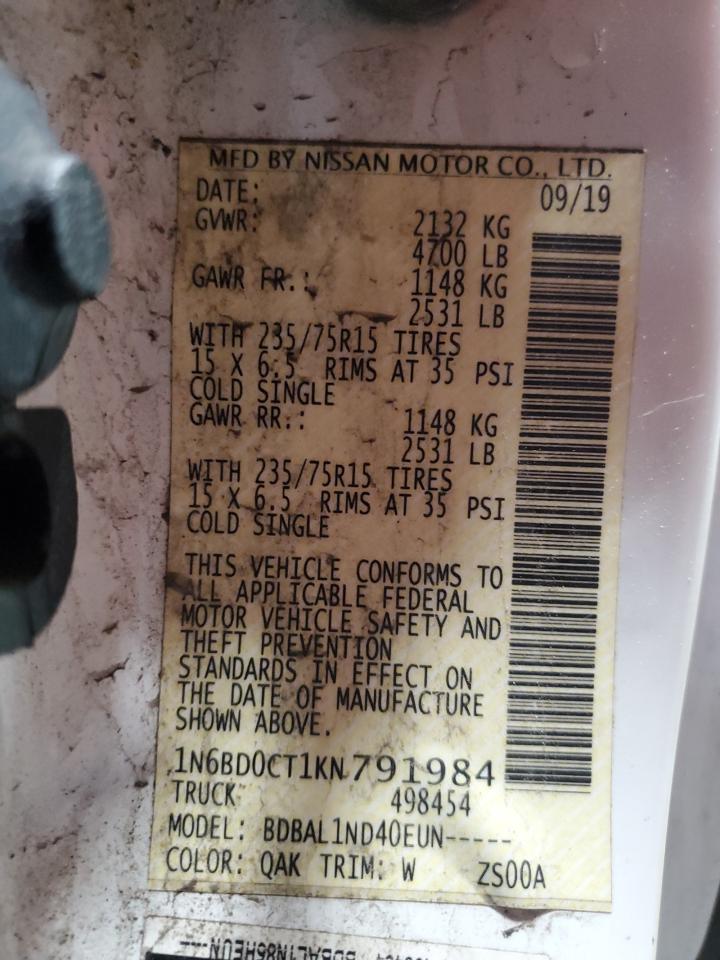 MFD BY NISSAN MOTOR CO., LTD.
DATE: 09/19
GVWR: 2132 KG
4700 LB
GAWR FR.: 1148 KG
2531 LB
WITH 235/75R15 TIRES
15 X 6.5 RIMS AT 35 PSI
COLD SINGLE
GAWR RR.: 1148 KG
2531 LB
WITH 235/75R15 TIRES
15 X 6.5 RIMS AT 35 PSI
COLD SINGLE
THIS VEHICLE CONFORMS TO
ALL APPLICABLE FEDERAL
MOTOR VEHICLE SAFETY AND
THEFT PREVENTION
STANDARDS IN EFFECT ON
THE DATE OF MANUFACTURE
SHOWN ABOVE.
1N6BD0CT1KN791984
TRUCK 498454
MODEL: BDBAL1ND40EUN-----
COLOR: QAK TRIM: W ZS00A